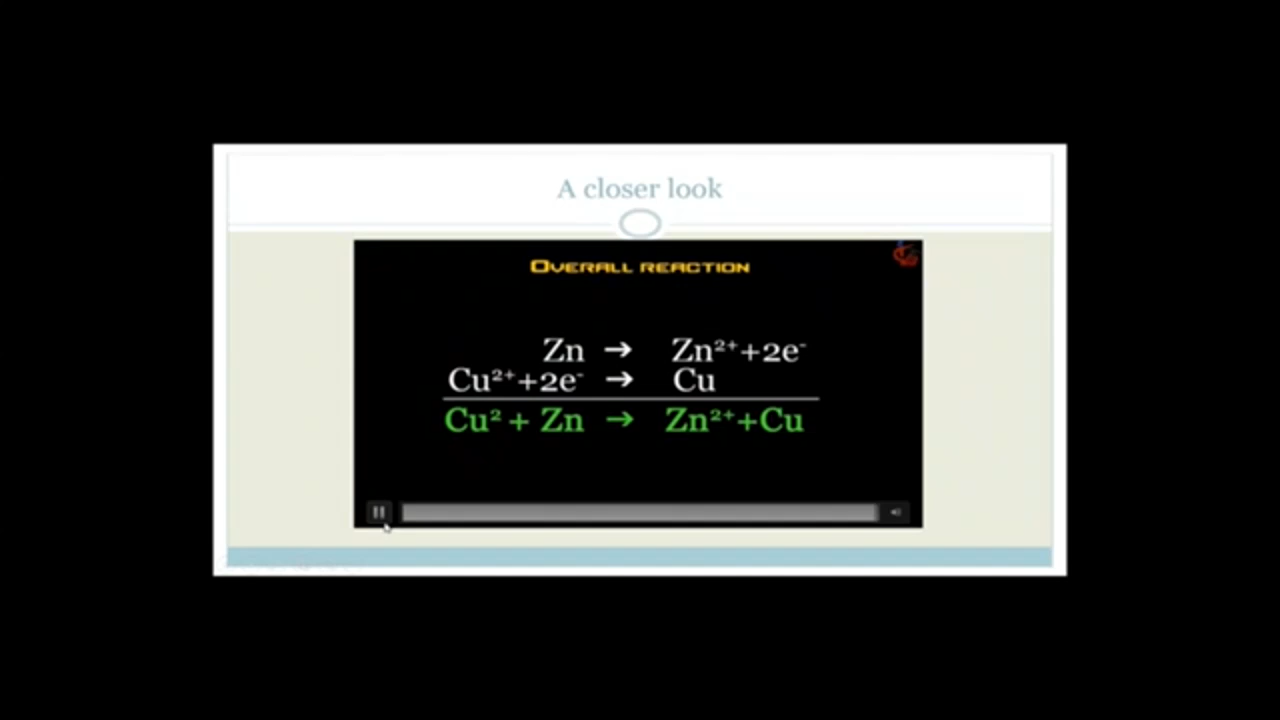 A closer look
OVERALL REACTION
Zn → Zn²⁺+2e⁻
Cu²⁺+2e⁻ → Cu
Cu² + Zn → Zn²⁺+Cu